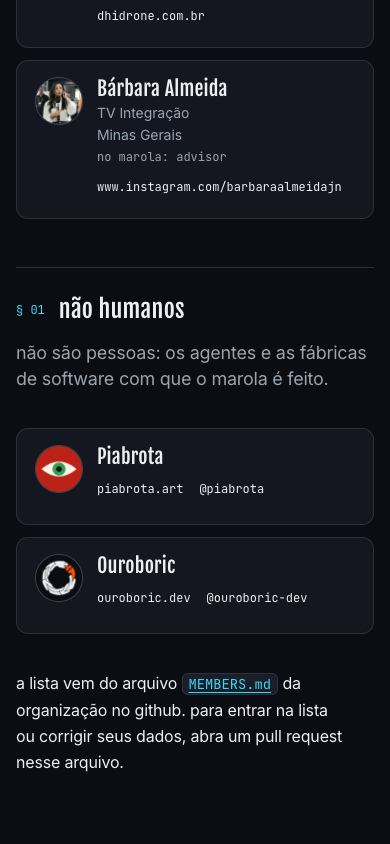 dhidrone.com.br
Bárbara Almeida
TV Integração
Minas Gerais
no marola: advisor
www.instagram.com/barbaraalmeidajn
§ 01 não humanos
não são pessoas: os agentes e as fábricas
de software com que o marola é feito.
Piabrota
piabrota.art @piabrota
Ouroboric
ouroboric.dev @ouroboric-dev
a lista vem do arquivo MEMBERS.md da
organização no github. para entrar na lista
ou corrigir seus dados, abra um pull request
nesse arquivo.